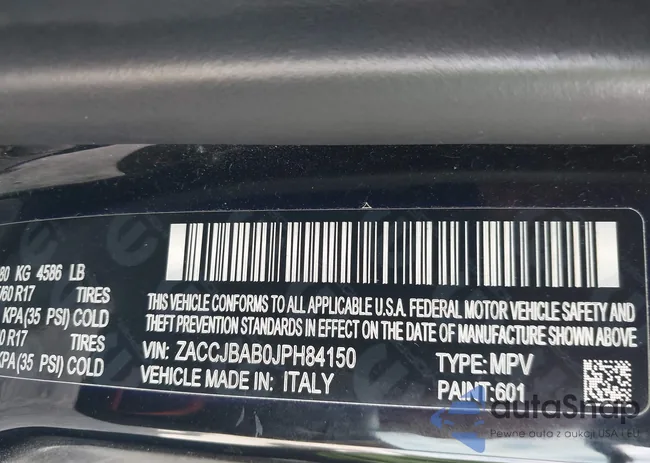 80 KG 4586 LB
/60 R17 TIRES
KPA (35 PSI) COLD
0 R17 TIRES
KPA (35 PSI) COLD
THIS VEHICLE CONFORMS TO ALL APPLICABLE U.S.A. FEDERAL MOTOR VEHICLE SAFETY AND
THEFT PREVENTION STANDARDS IN EFFECT ON THE DATE OF MANUFACTURE SHOWN ABOVE
VIN: ZACCJBAB0JPH84150 TYPE: MPV
VEHICLE MADE IN: ITALY PAINT: 601
autaSnap
Pewne auta z aukcji USA i EU